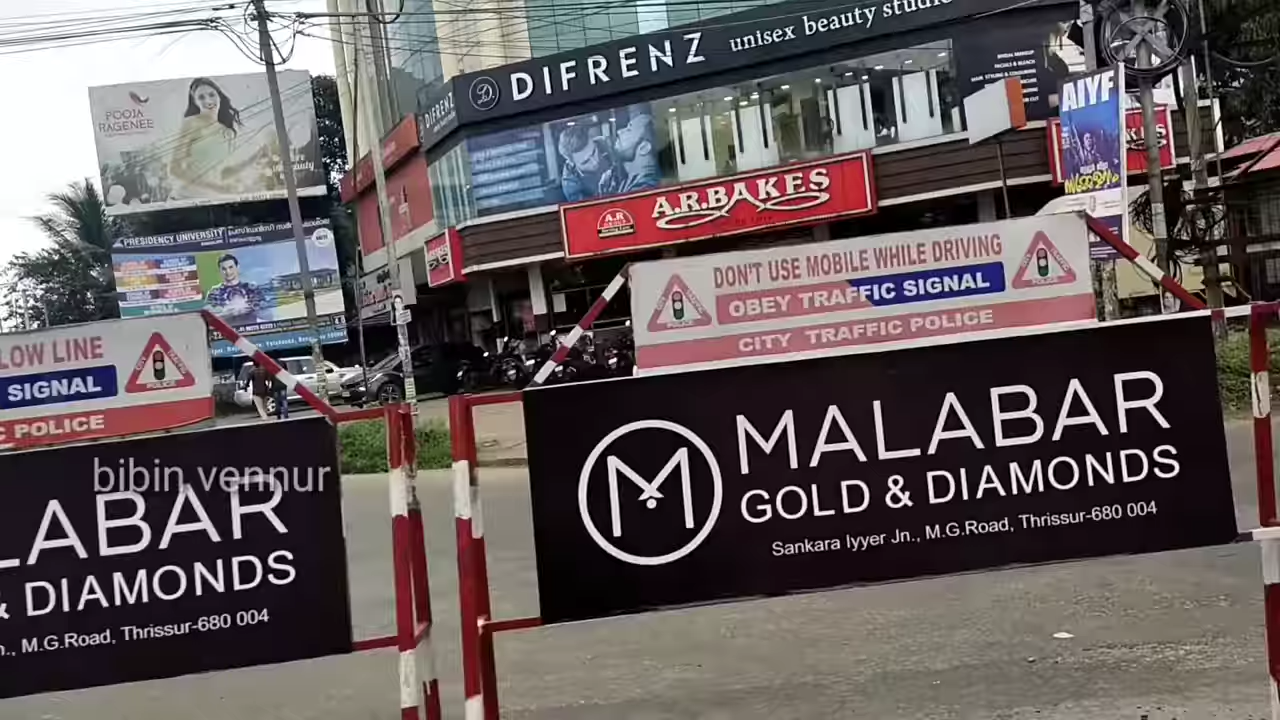 DIFRENZ unisex beauty studio
DIFRENZ
POOJA
RAGENEE
PRESIDENCY UNIVERSITY
A.R.BAKES
A.R
AIYF
DON'T USE MOBILE WHILE DRIVING
OBEY TRAFFIC SIGNAL
CITY TRAFFIC POLICE
LOW LINE
SIGNAL
C POLICE
bibin vennur
LABAR
& DIAMONDS
M.G.Road, Thrissur-680 004
M
MALABAR
GOLD & DIAMONDS
Sankara Iyyer Jn., M.G.Road, Thrissur-680 004